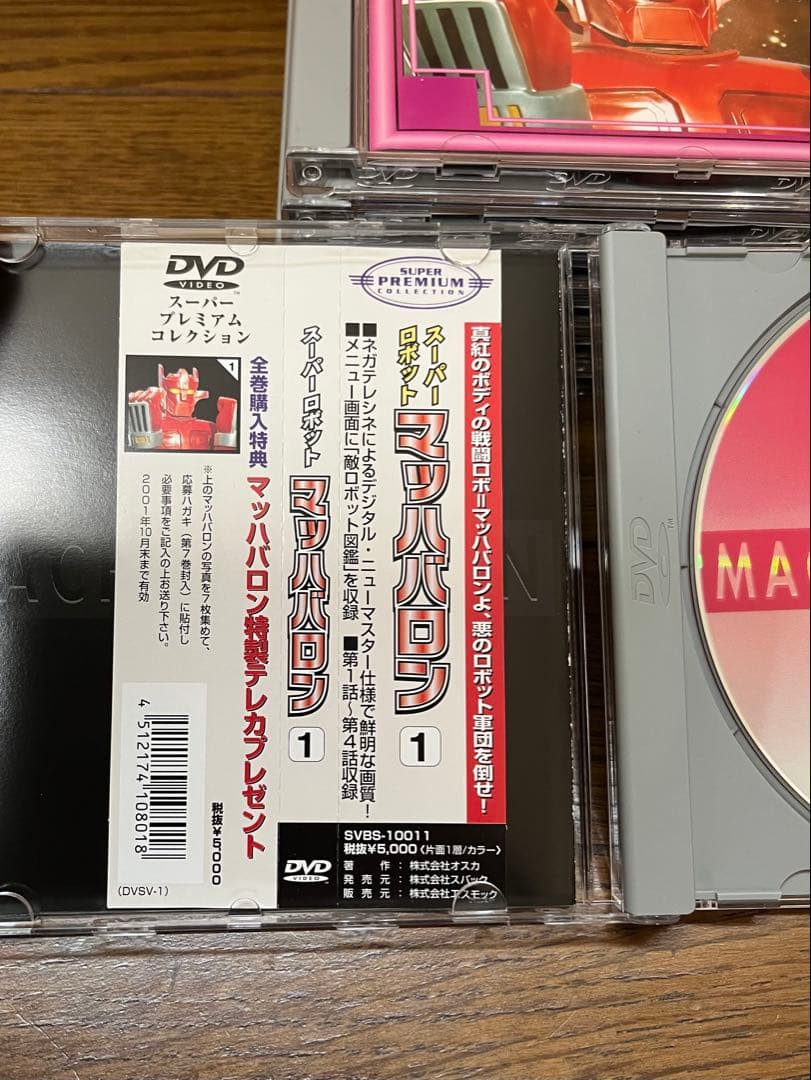 DVD
DVD
DVD
SUPER
PREMIUM
COLLECTION
真紅のボディの戦闘ロボーマッハバロンよ、悪のロボット軍団を倒せ!
スーパー
ロボット
マッハバロン
1
■ネガテレシネによるデジタル・ニューマスター仕様で鮮明な画質!
■メニュー画面に「敵ロボット図鑑」を収録 ■第1話〜第4話収録
SVBS-10011
税抜¥5,000〈片面1層/カラー〉
著作:株式会社オスカ
発売元:株式会社スバック
販売元:株式会社エスモック
スーパーロボット
マッハバロン
1
DVD
VIDEO
DVD
VIDEO™
スーパー
プレミアム
コレクション
1
全巻購入特典 マッハバロン特製テレカプレゼント
※上のマッハバロンの写真を7枚集めて、
応募ハガキ(第7巻封入)に貼付し
必要事項をご記入の上お送り下さい。
2001年10月末まで有効
4512174108018
税抜¥5,000
(DVSV-1)
DVD™
MAC